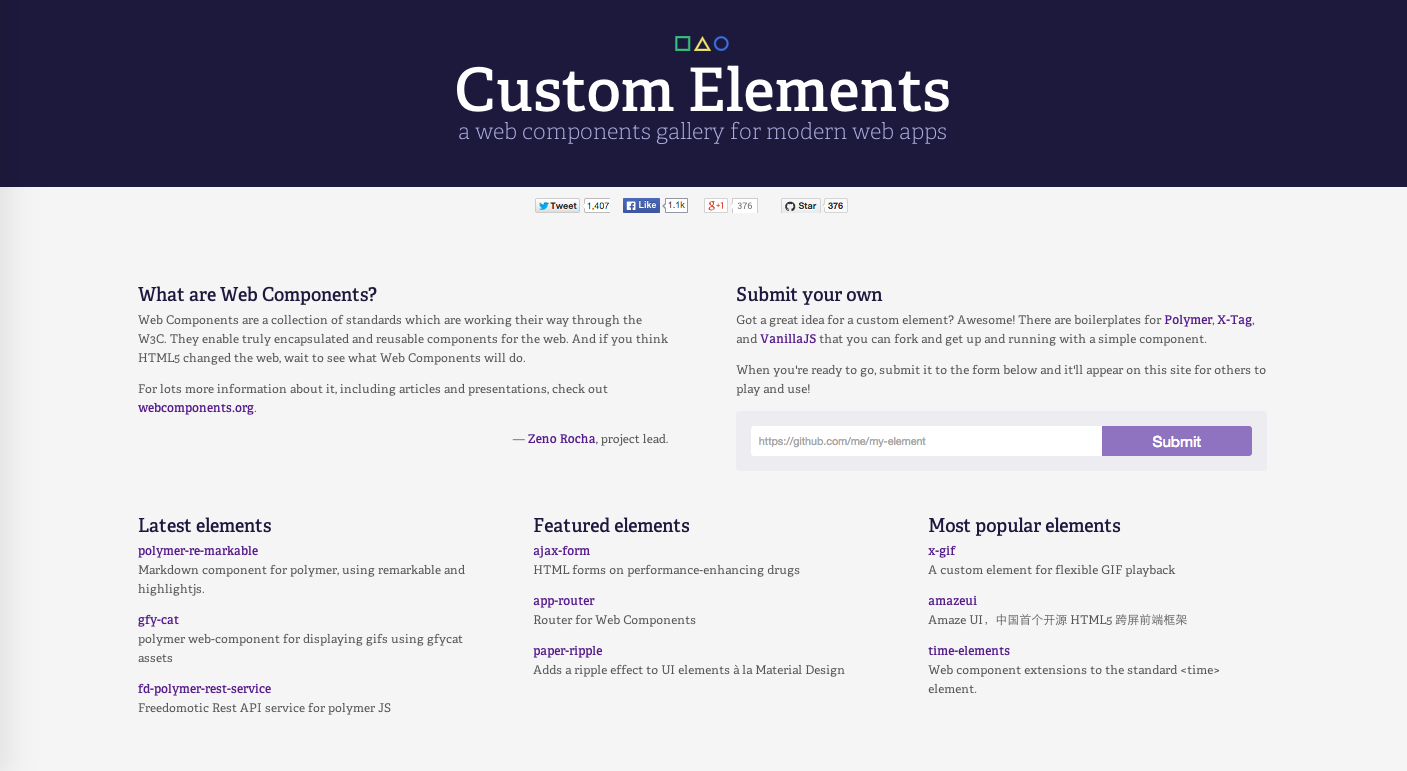 Custom Elements
a web components gallery for modern web apps
Tweet 1,407 Like 1.1k g+1 376 Star 376
What are Web Components?
Web Components are a collection of standards which are working their way through the
W3C. They enable truly encapsulated and reusable components for the web. And if you think
HTML5 changed the web, wait to see what Web Components will do.
For lots more information about it, including articles and presentations, check out
webcomponents.org.
— Zeno Rocha, project lead.
Submit your own
Got a great idea for a custom element? Awesome! There are boilerplates for Polymer, X-Tag,
and VanillaJS that you can fork and get up and running with a simple component.
When you're ready to go, submit it to the form below and it'll appear on this site for others to
play and use!
https://github.com/me/my-element Submit
Latest elements
polymer-re-markable
Markdown component for polymer, using remarkable and
highlightjs.
gfy-cat
polymer web-component for displaying gifs using gfycat
assets
fd-polymer-rest-service
Freedomotic Rest API service for polymer JS
Featured elements
ajax-form
HTML forms on performance-enhancing drugs
app-router
Router for Web Components
paper-ripple
Adds a ripple effect to UI elements à la Material Design
Most popular elements
x-gif
A custom element for flexible GIF playback
amazeui
Amaze UI，中国首个开源 HTML5 跨屏前端框架
time-elements
Web component extensions to the standard <time>
element.